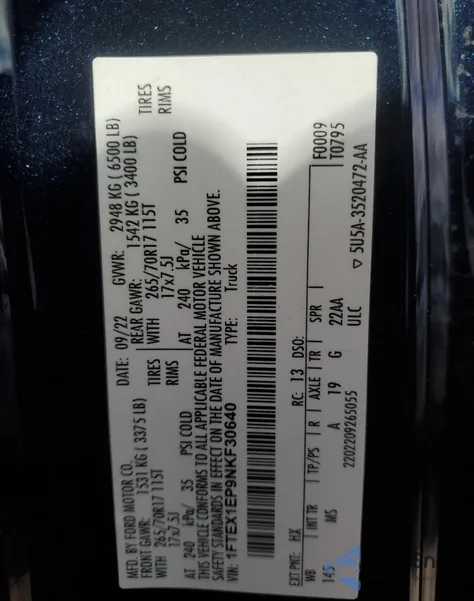 MFD. BY FORD MOTOR CO. DATE: 09/22 GVWR: 2948 KG ( 6500 LB)
FRONT GAWR: 1531 KG ( 3375 LB) REAR GAWR: 1542 KG ( 3400 LB)
WITH 265/70R17 115T TIRES WITH 265/70R17 115T TIRES
17x7.5J RIMS 17x7.5J RIMS
AT 240 kPa/ 35 PSI COLD AT 240 kPa/ 35 PSI COLD
THIS VEHICLE CONFORMS TO ALL APPLICABLE FEDERAL MOTOR VEHICLE
SAFETY STANDARDS IN EFFECT ON THE DATE OF MANUFACTURE SHOWN ABOVE.
VIN: 1FTEX1EP9NKF30640 TYPE: Truck
F0009
T0795
EXT PNT: HX RC: 13 DSO:
WB INT TR TP/PS R AXLE TR SPR
145 MS A 19 G 22AA
2202209265055 ULC ▽ 5U5A-3520472-AA